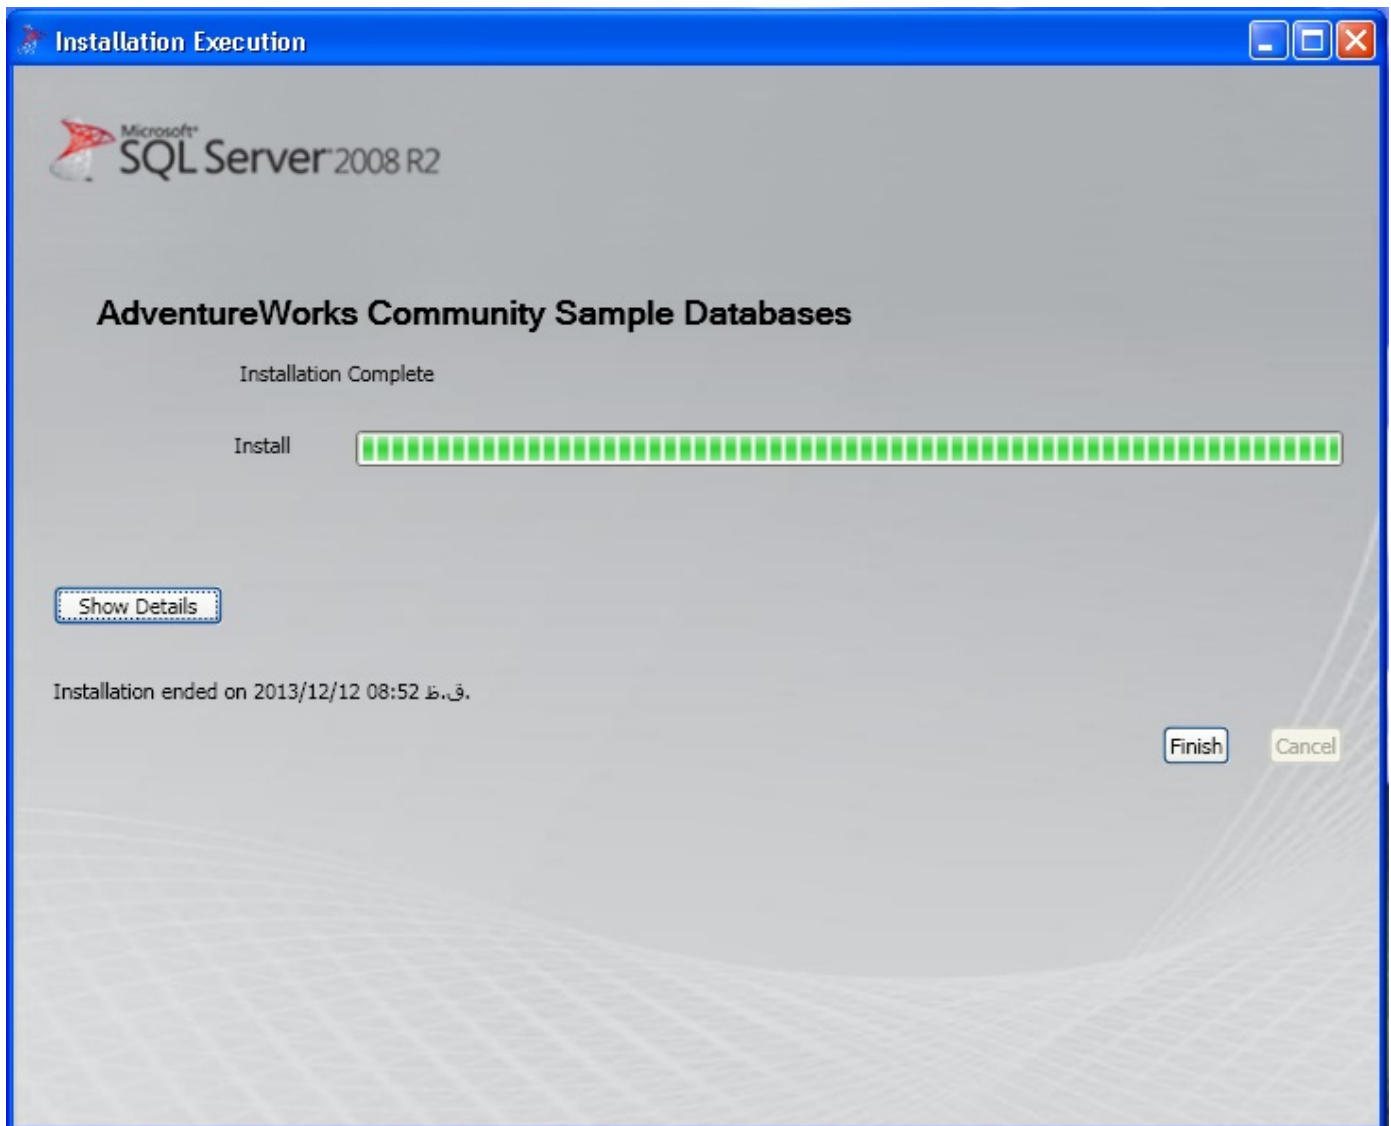 Installation Execution
Microsoft®
SQL Server® 2008 R2
AdventureWorks Community Sample Databases
Installation Complete
Install
Show Details
Installation ended on 2013/12/12 08:52 ق.ظ.
Finish
Cancel